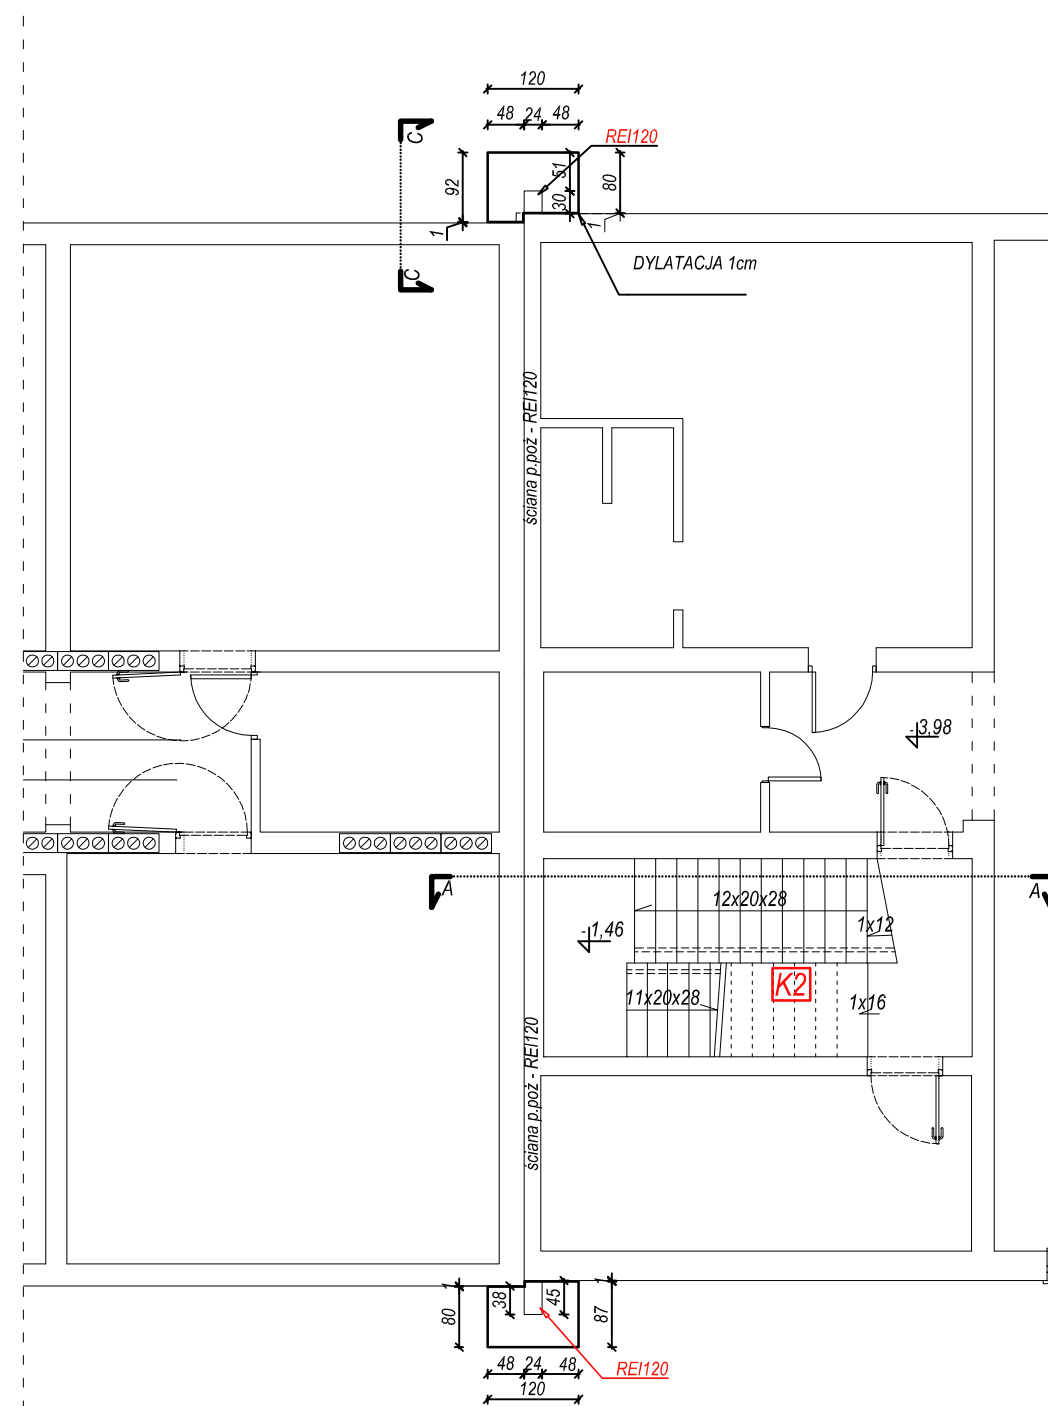 120
48 24 48
REI120
C
92
51
30
80
1
1
C
DYLATACJA 1cm
ściana p.poż - REI120
-3,98
A
A
12x20x28
1x12
-1,46
K2
11x20x28
1x16
ściana p.poż - REI120
1
1
38
45
80
87
48 24 48
REI120
120